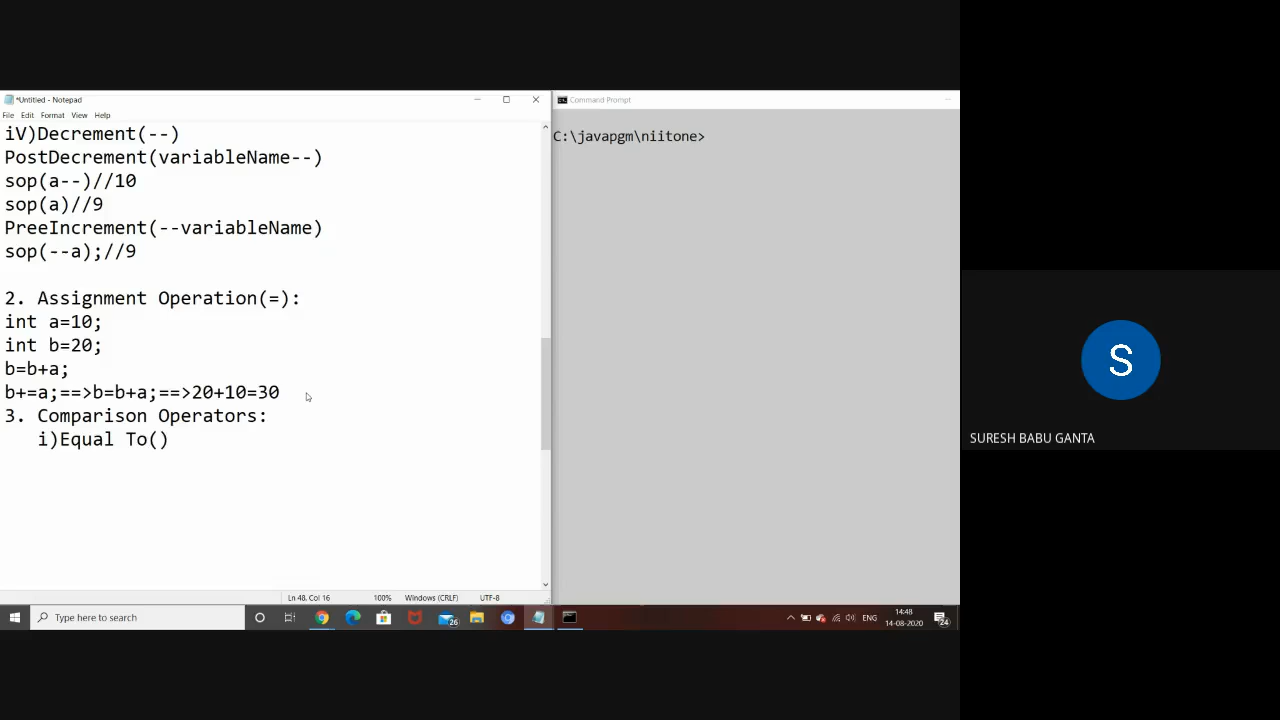 *Untitled - Notepad
File Edit Format View Help
iV)Decrement(--)
PostDecrement(variableName--)
sop(a--)//10
sop(a)//9
PreeIncrement(--variableName)
sop(--a);//9
2. Assignment Operation(=):
int a=10;
int b=20;
b=b+a;
b+=a;==>b=b+a;==>20+10=30
3. Comparison Operators:
i)Equal To()
Ln 48, Col 16 100% Windows (CRLF) UTF-8
Command Prompt
C:\javapgm\niitone>
S
SURESH BABU GANTA
Type here to search
26
ENG
14:48
14-08-2020
24